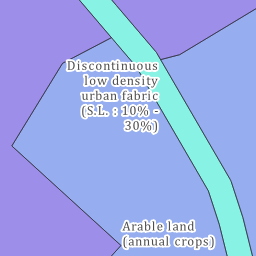 Discontinuous
low density
urban fabric
(S.L. : 10% -
30%)
Arable land
(annual crops)